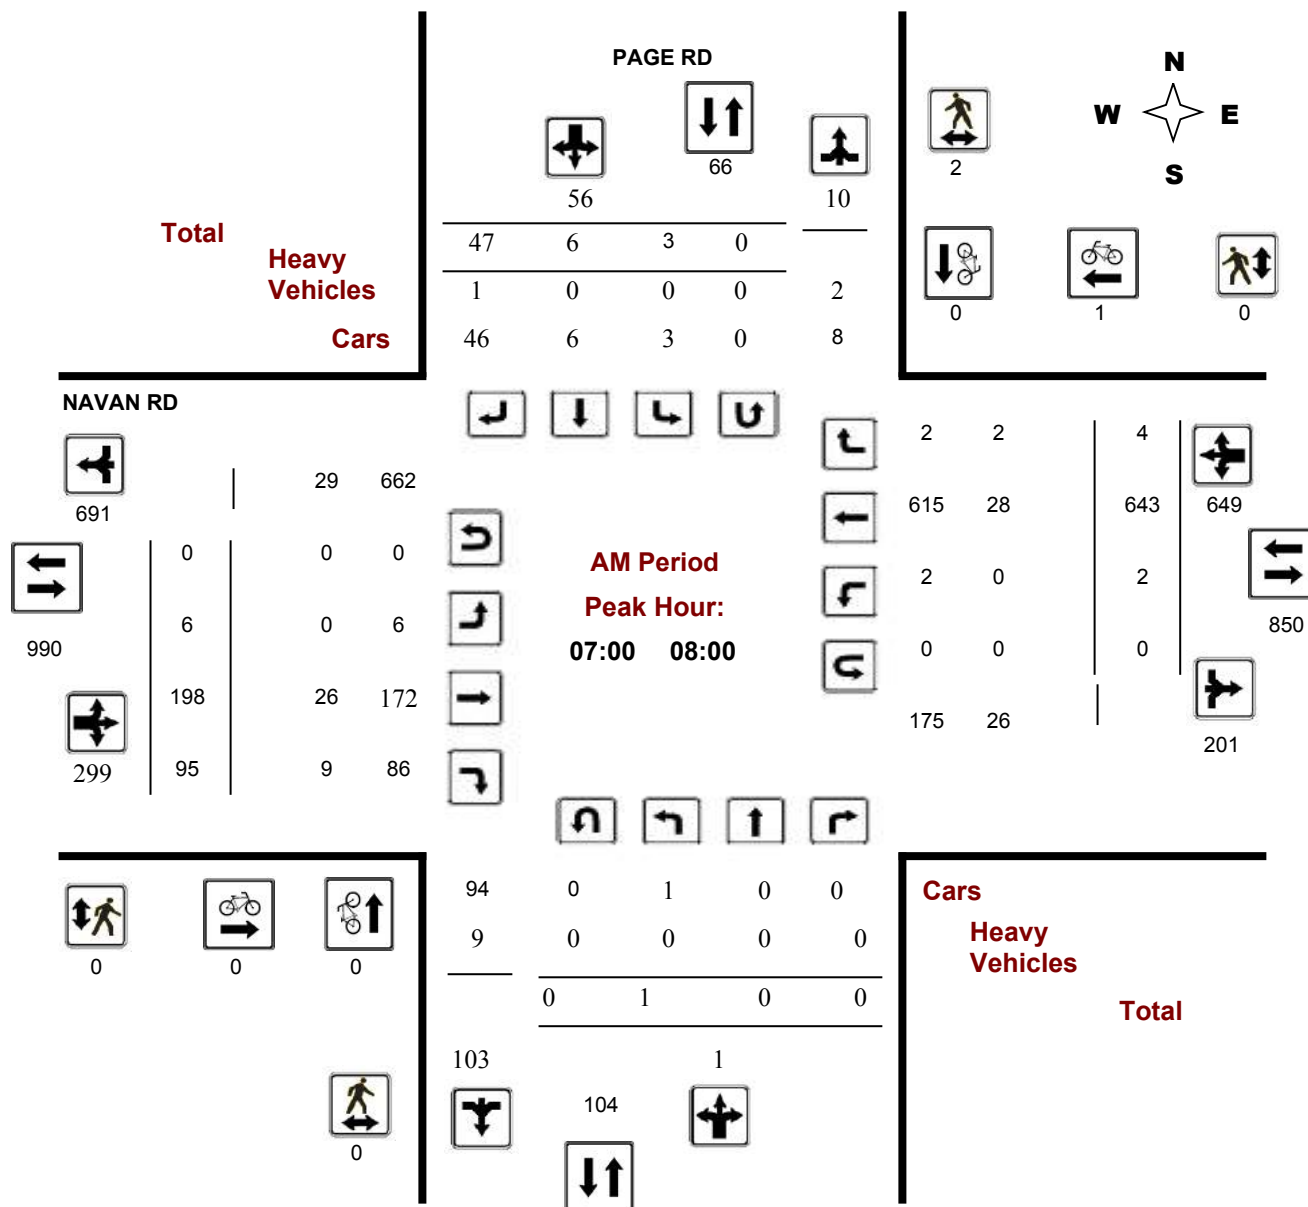 PAGE RD
N
W E
S
66
2
56 10
Total 47 6 3 0
Heavy
Vehicles 1 0 0 0 2
0 1 0
Cars 46 6 3 0 8
NAVAN RD
2 2 4
29 662
691
615 28 643 649
0 0 0
AM Period
2 0 2
Peak Hour:
6 0 6
850
990
07:00 08:00
0 0 0
198 26 172
175 26
201
299 95 9 86
94 0 1 0 0 Cars
9 0 0 0 0 Heavy
Vehicles
0 0 0
0 1 0 0 Total
103 1
104
0